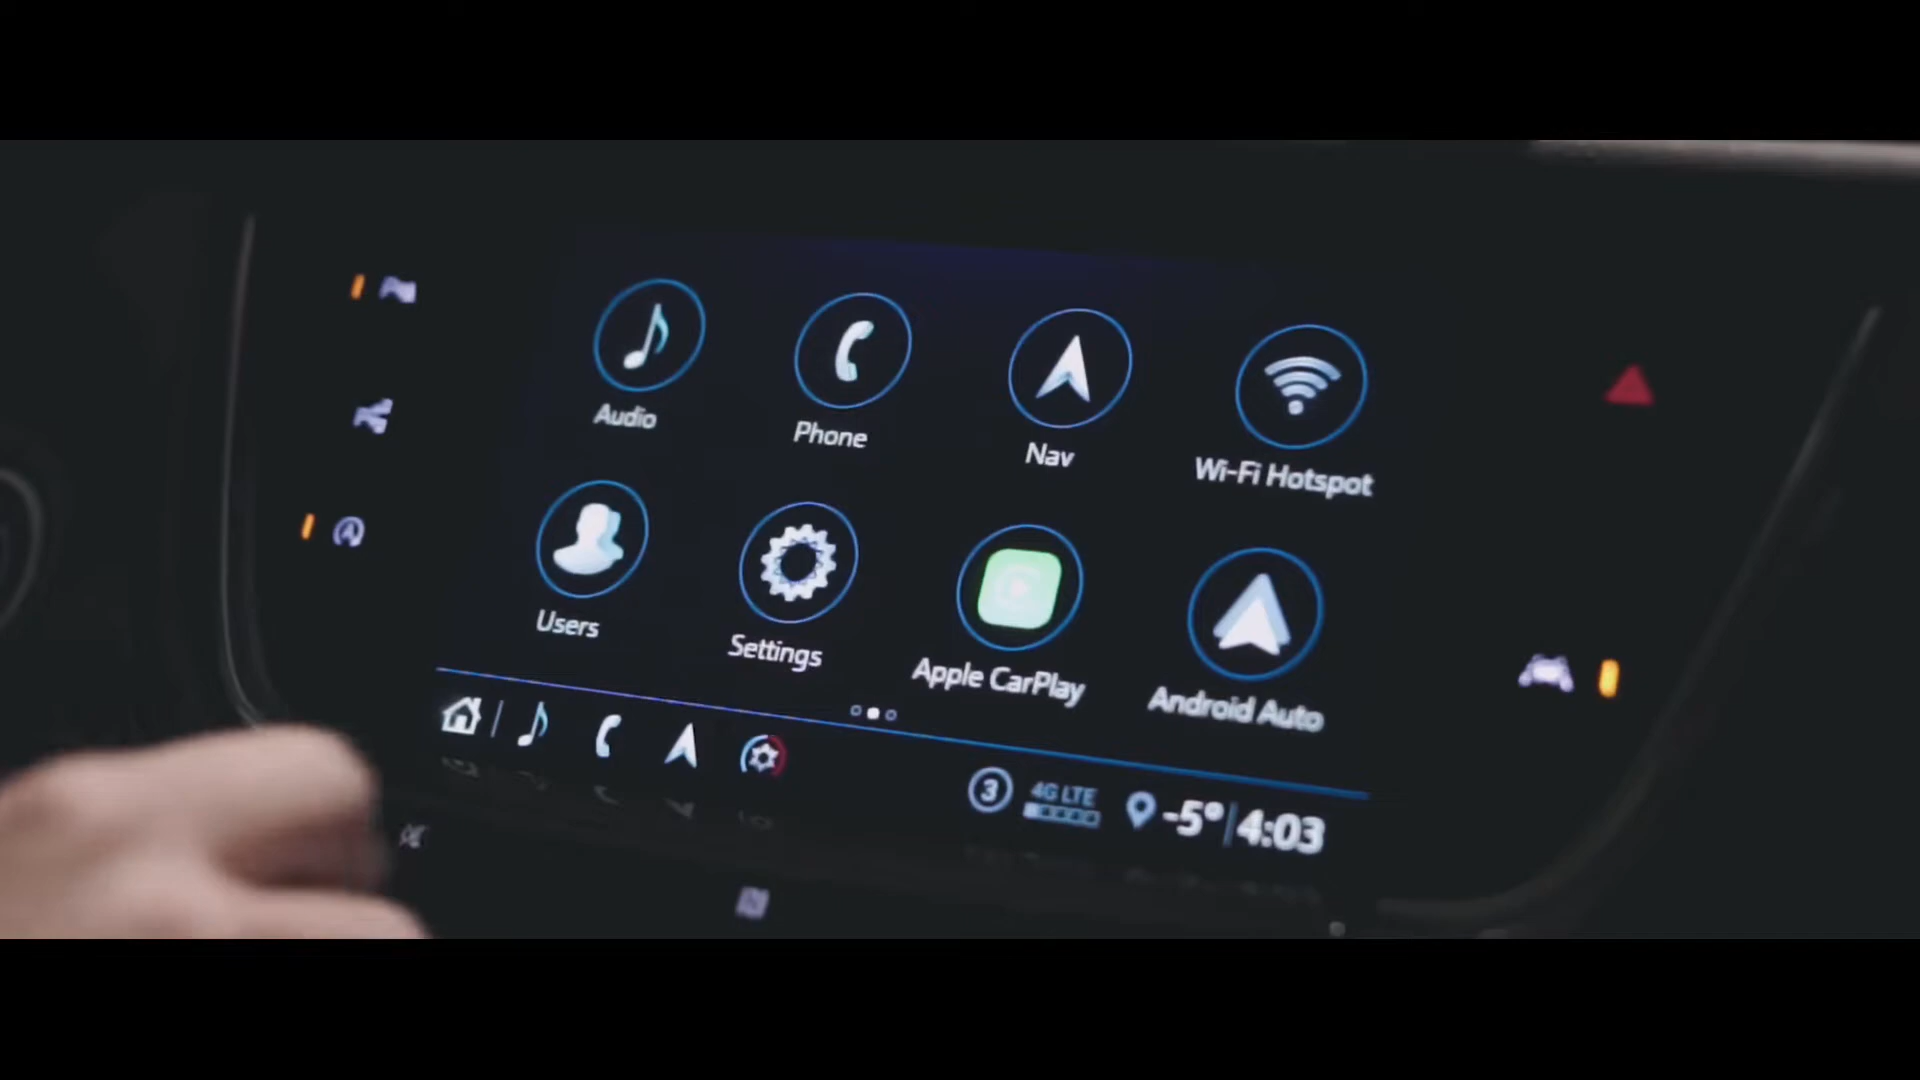 Audio
Phone
Nav
Wi-Fi Hotspot
Users
Settings
Apple CarPlay
Android Auto
3
4G LTE
-5° 4:03